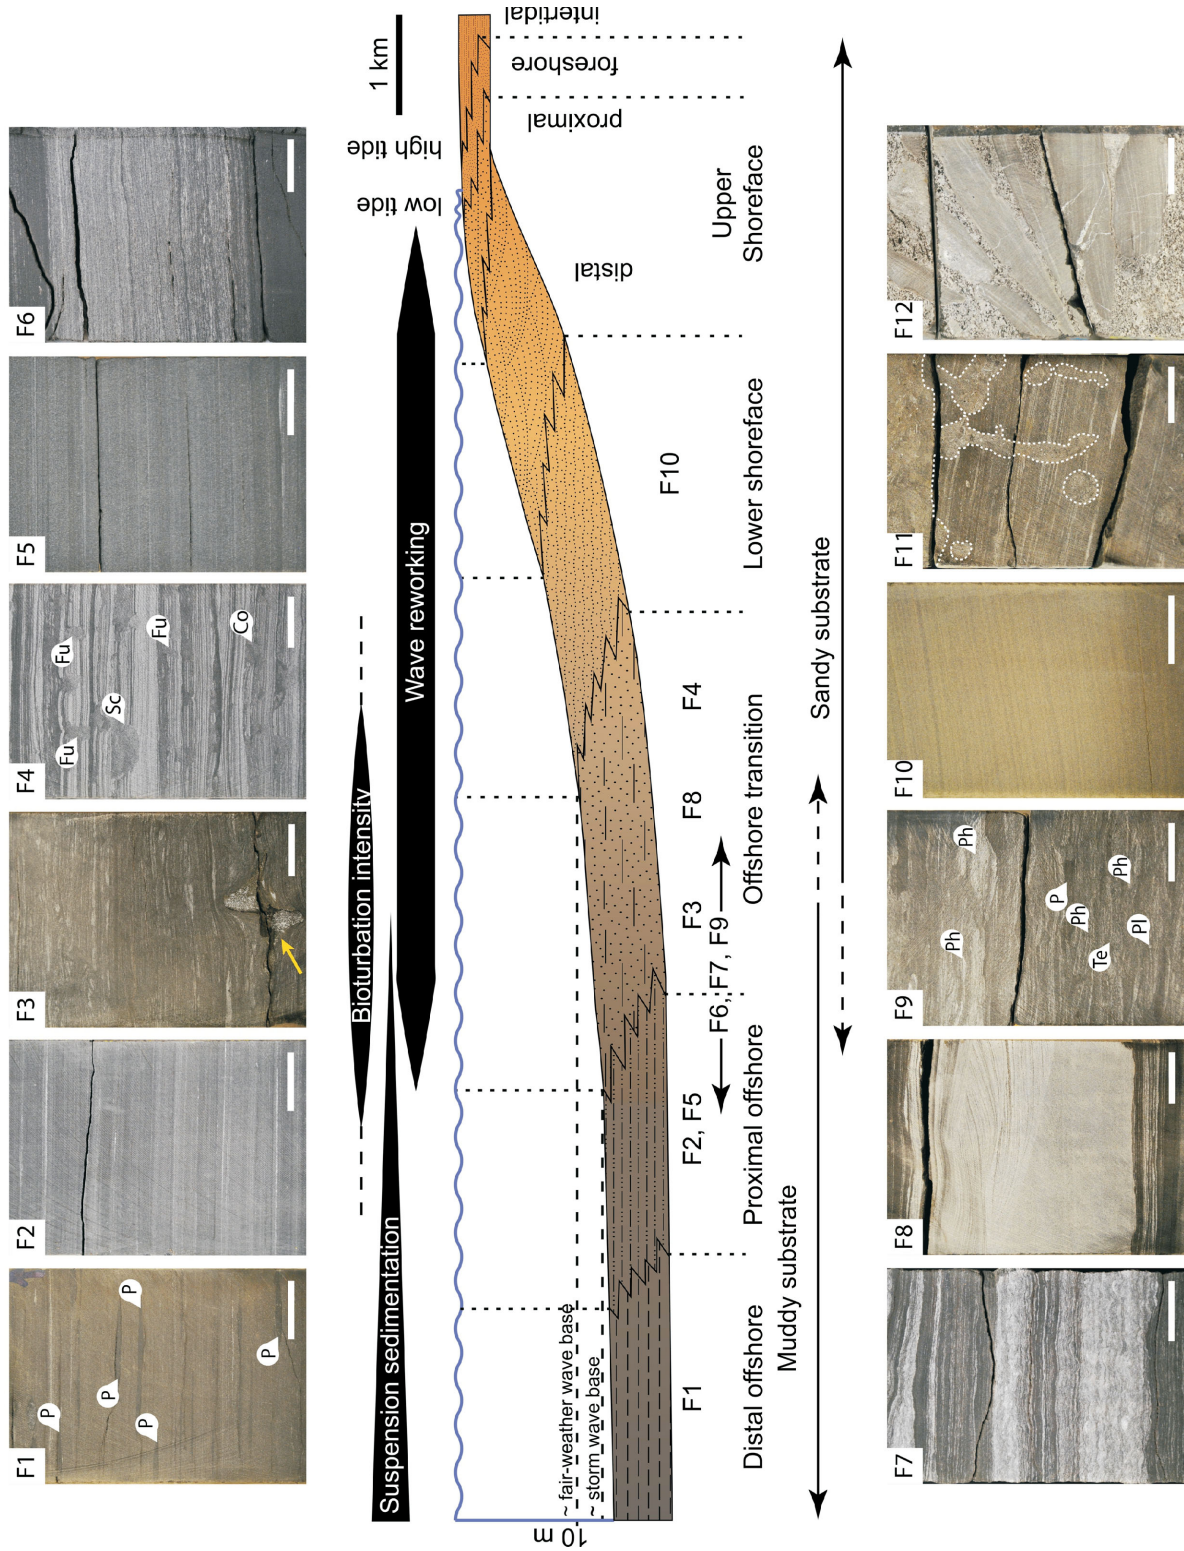 F1
P
P
P
P
P
P
F2
F3
F4
Fu
Fu
Sc
Fu
Co
F5
F6
Bioturbation intensity
Suspension sedimentation
Wave reworking
1 km
low tide
high tide
10 m
~ fair-weather wave base
~ storm wave base
distal
proximal
foreshore
intertidal
F1
F2, F5
F3
F8
F4
F10
F6, F7, F9
Distal offshore
Proximal offshore
Offshore transition
Lower shoreface
Upper
Shoreface
Muddy substrate
Sandy substrate
F7
F8
F9
Ph
Ph
P
Ph
Ph
Te
Pl
F10
F11
F12